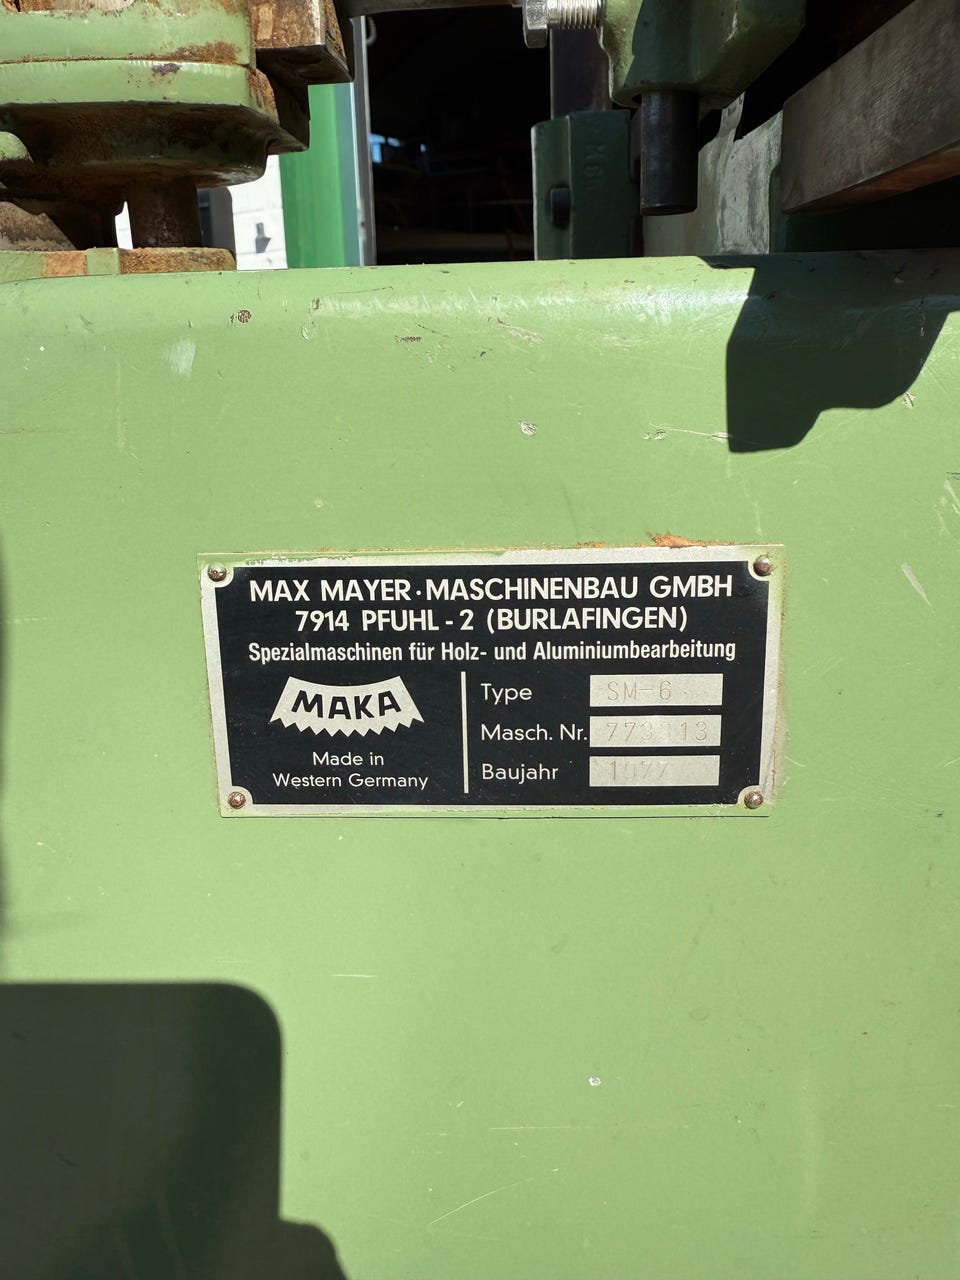 MAX MAYER · MASCHINENBAU GMBH
7914 PFUHL - 2 (BURLAFINGEN)
Spezialmaschinen für Holz- und Aluminiumbearbeitung
MAKA
Made in
Western Germany
Type SM-6
Masch. Nr. 773313
Baujahr 1977